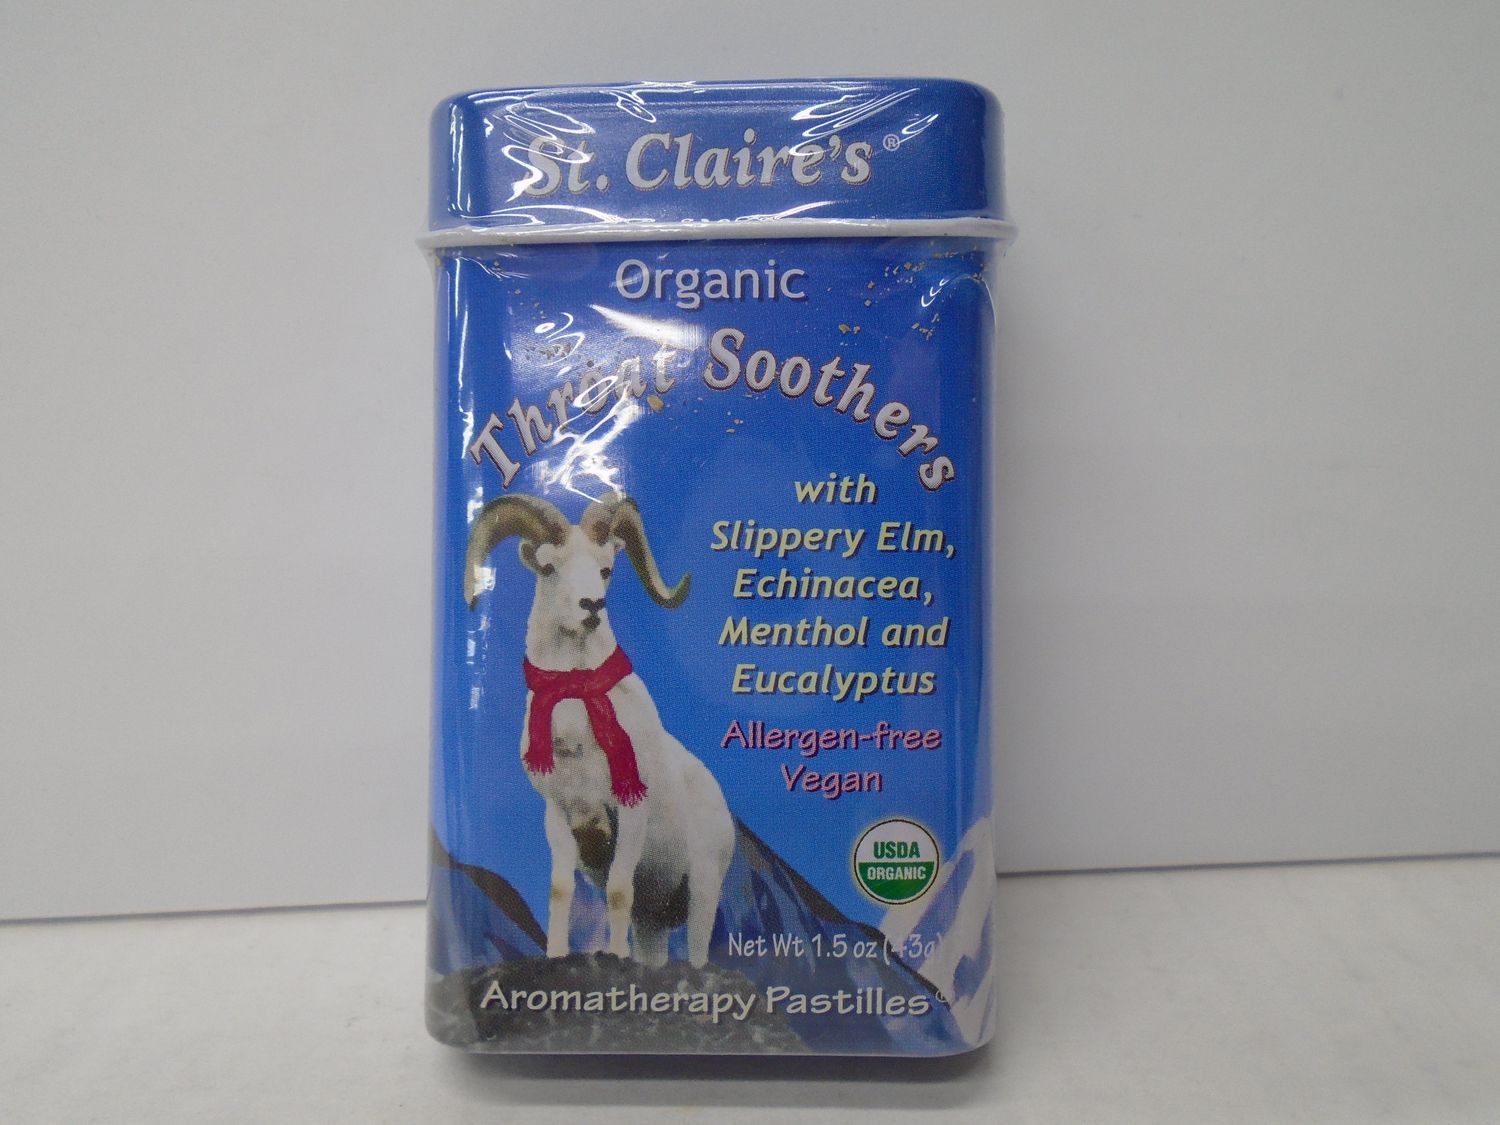 St. Claire's®
Organic
Throat Soothers
with
Slippery Elm,
Echinacea,
Menthol and
Eucalyptus
Allergen-free
Vegan
USDA
ORGANIC
Net Wt 1.5 oz (43g)
Aromatherapy Pastilles®